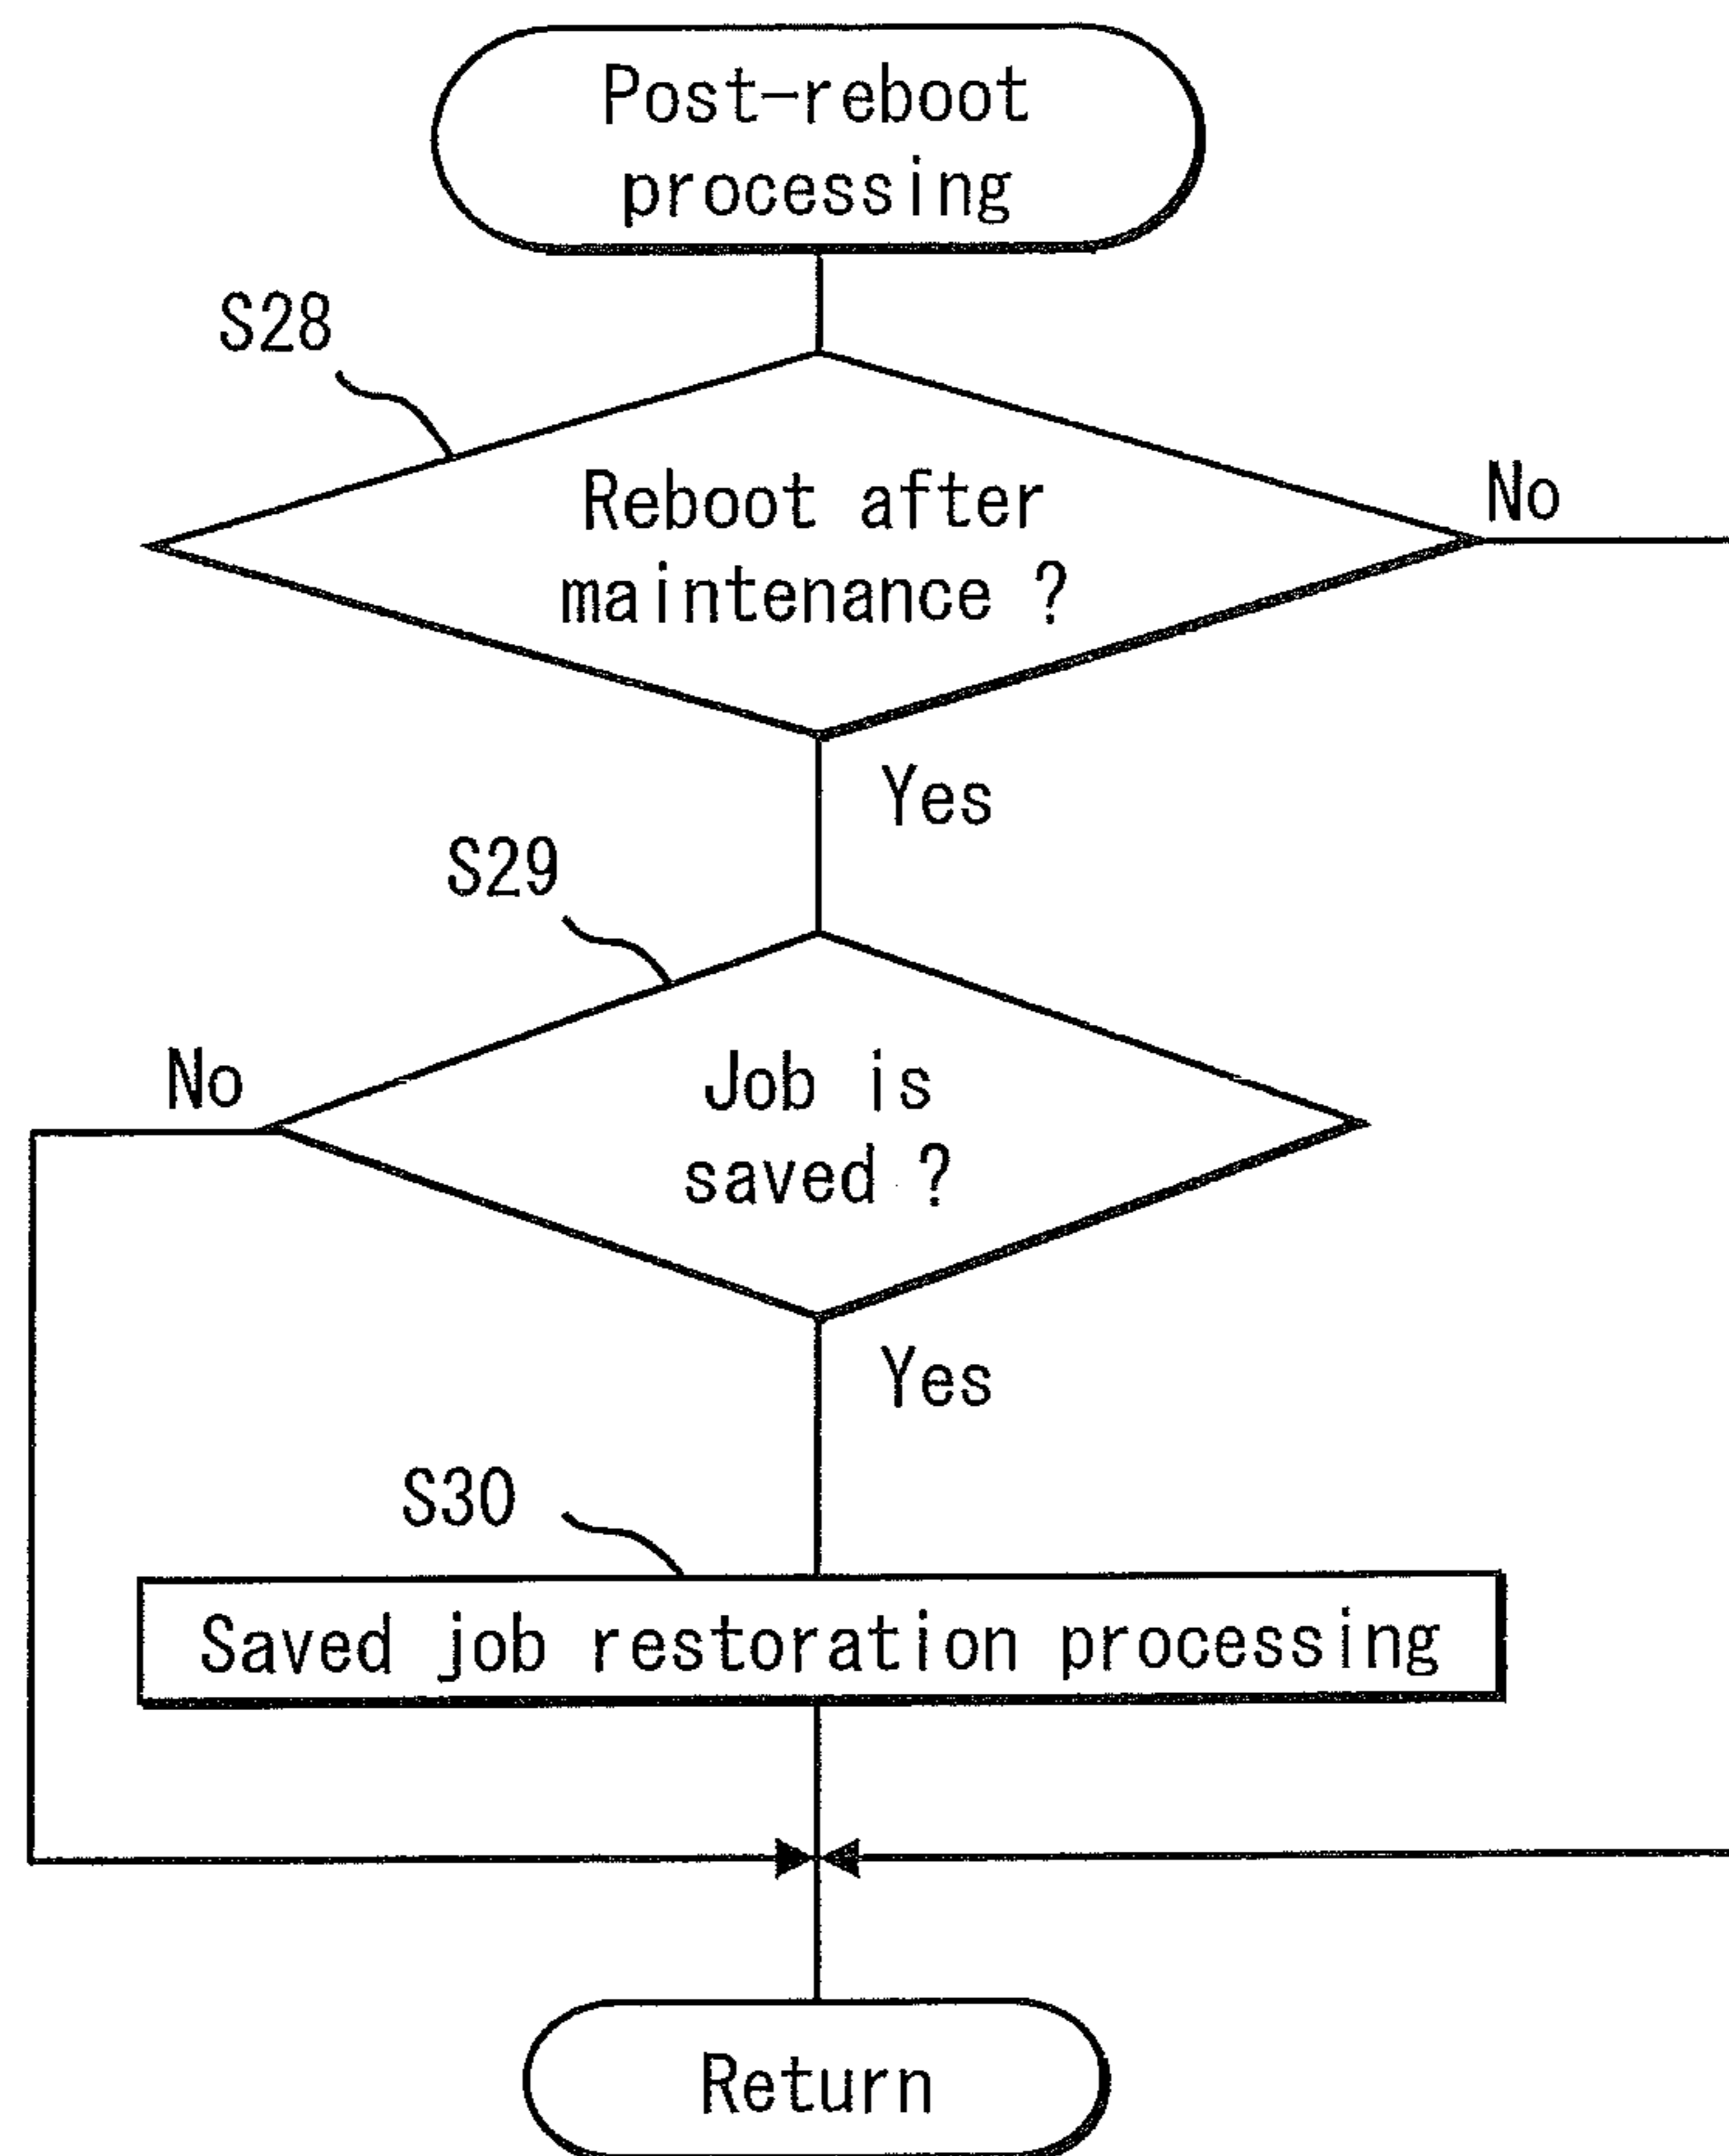 Post-reboot
processing
S28
Reboot after
maintenance ?
No
Yes
S29
No
Job is
saved ?
Yes
S30
Saved job restoration processing
Return